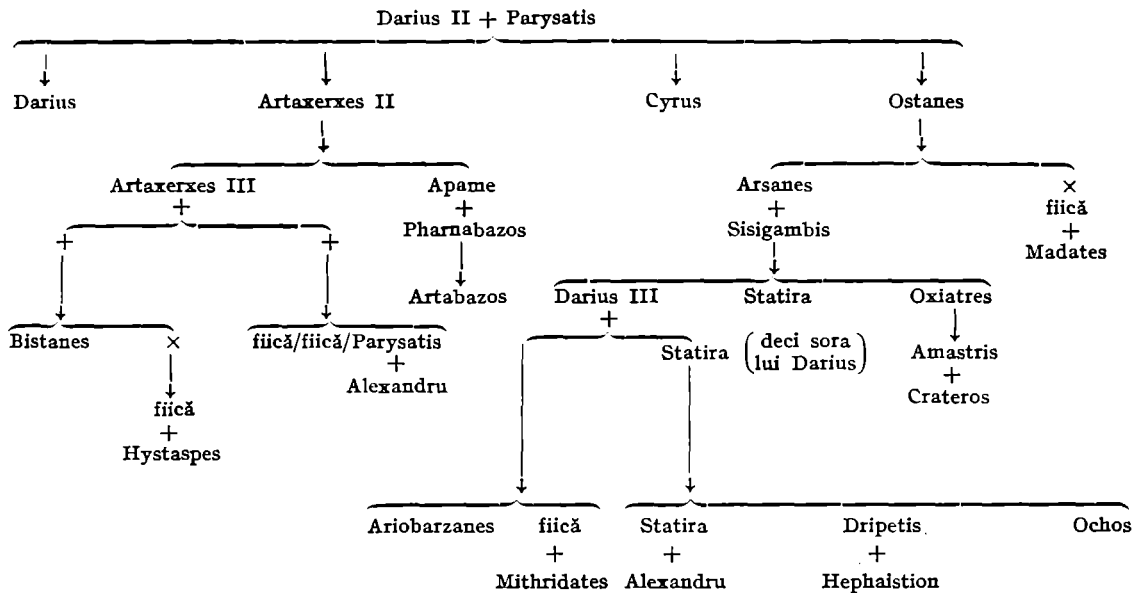 Darius II + Parysatis
Darius Artaxerxes II Cyrus Ostanes
Artaxerxes III Apame Arsanes ×
+ + + fiică
+ + Pharnabazos Sisigambis +
Madates
Artabazos Darius III Statira Oxiatres
+
Bistanes × fiică/fiică/Parysatis Statira (deci sora lui Darius) Amastris
+ +
Alexandru Crateros
fiică
+
Hystaspes
Ariobarzanes fiică Statira Dripetis Ochos
+ + +
Mithridates Alexandru Hephaistion